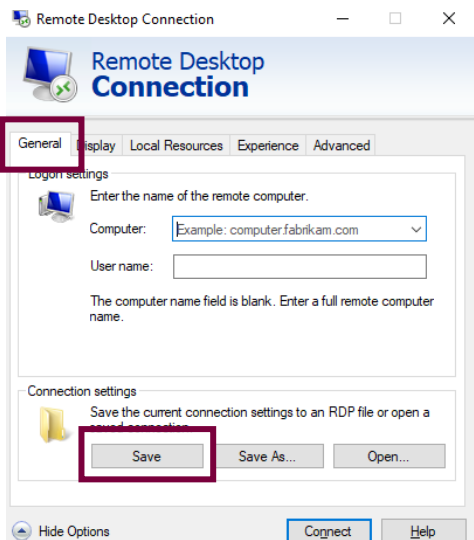 Remote Desktop Connection
Remote Desktop
Connection
General Display Local Resources Experience Advanced
Logon settings
Enter the name of the remote computer.
Computer: Example: computer.fabrikam.com
User name:
The computer name field is blank. Enter a full remote computer
name.
Connection settings
Save the current connection settings to an RDP file or open a
saved connection.
Save Save As... Open...
Hide Options Connect Help